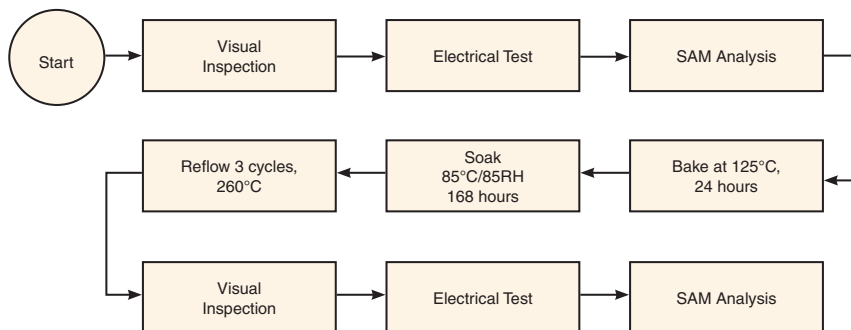 Start
Visual
Inspection
Electrical Test
SAM Analysis
Bake at 125°C,
24 hours
Soak
85°C/85RH
168 hours
Reflow 3 cycles,
260°C
Visual
Inspection
Electrical Test
SAM Analysis